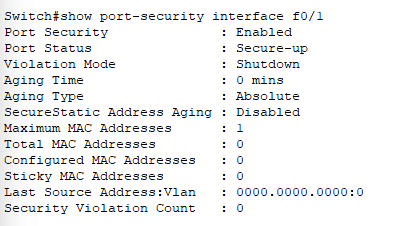 Switch#show port-security interface f0/1
Port Security : Enabled
Port Status : Secure-up
Violation Mode : Shutdown
Aging Time : 0 mins
Aging Type : Absolute
SecureStatic Address Aging : Disabled
Maximum MAC Addresses : 1
Total MAC Addresses : 0
Configured MAC Addresses : 0
Sticky MAC Addresses : 0
Last Source Address:Vlan : 0000.0000.0000:0
Security Violation Count : 0